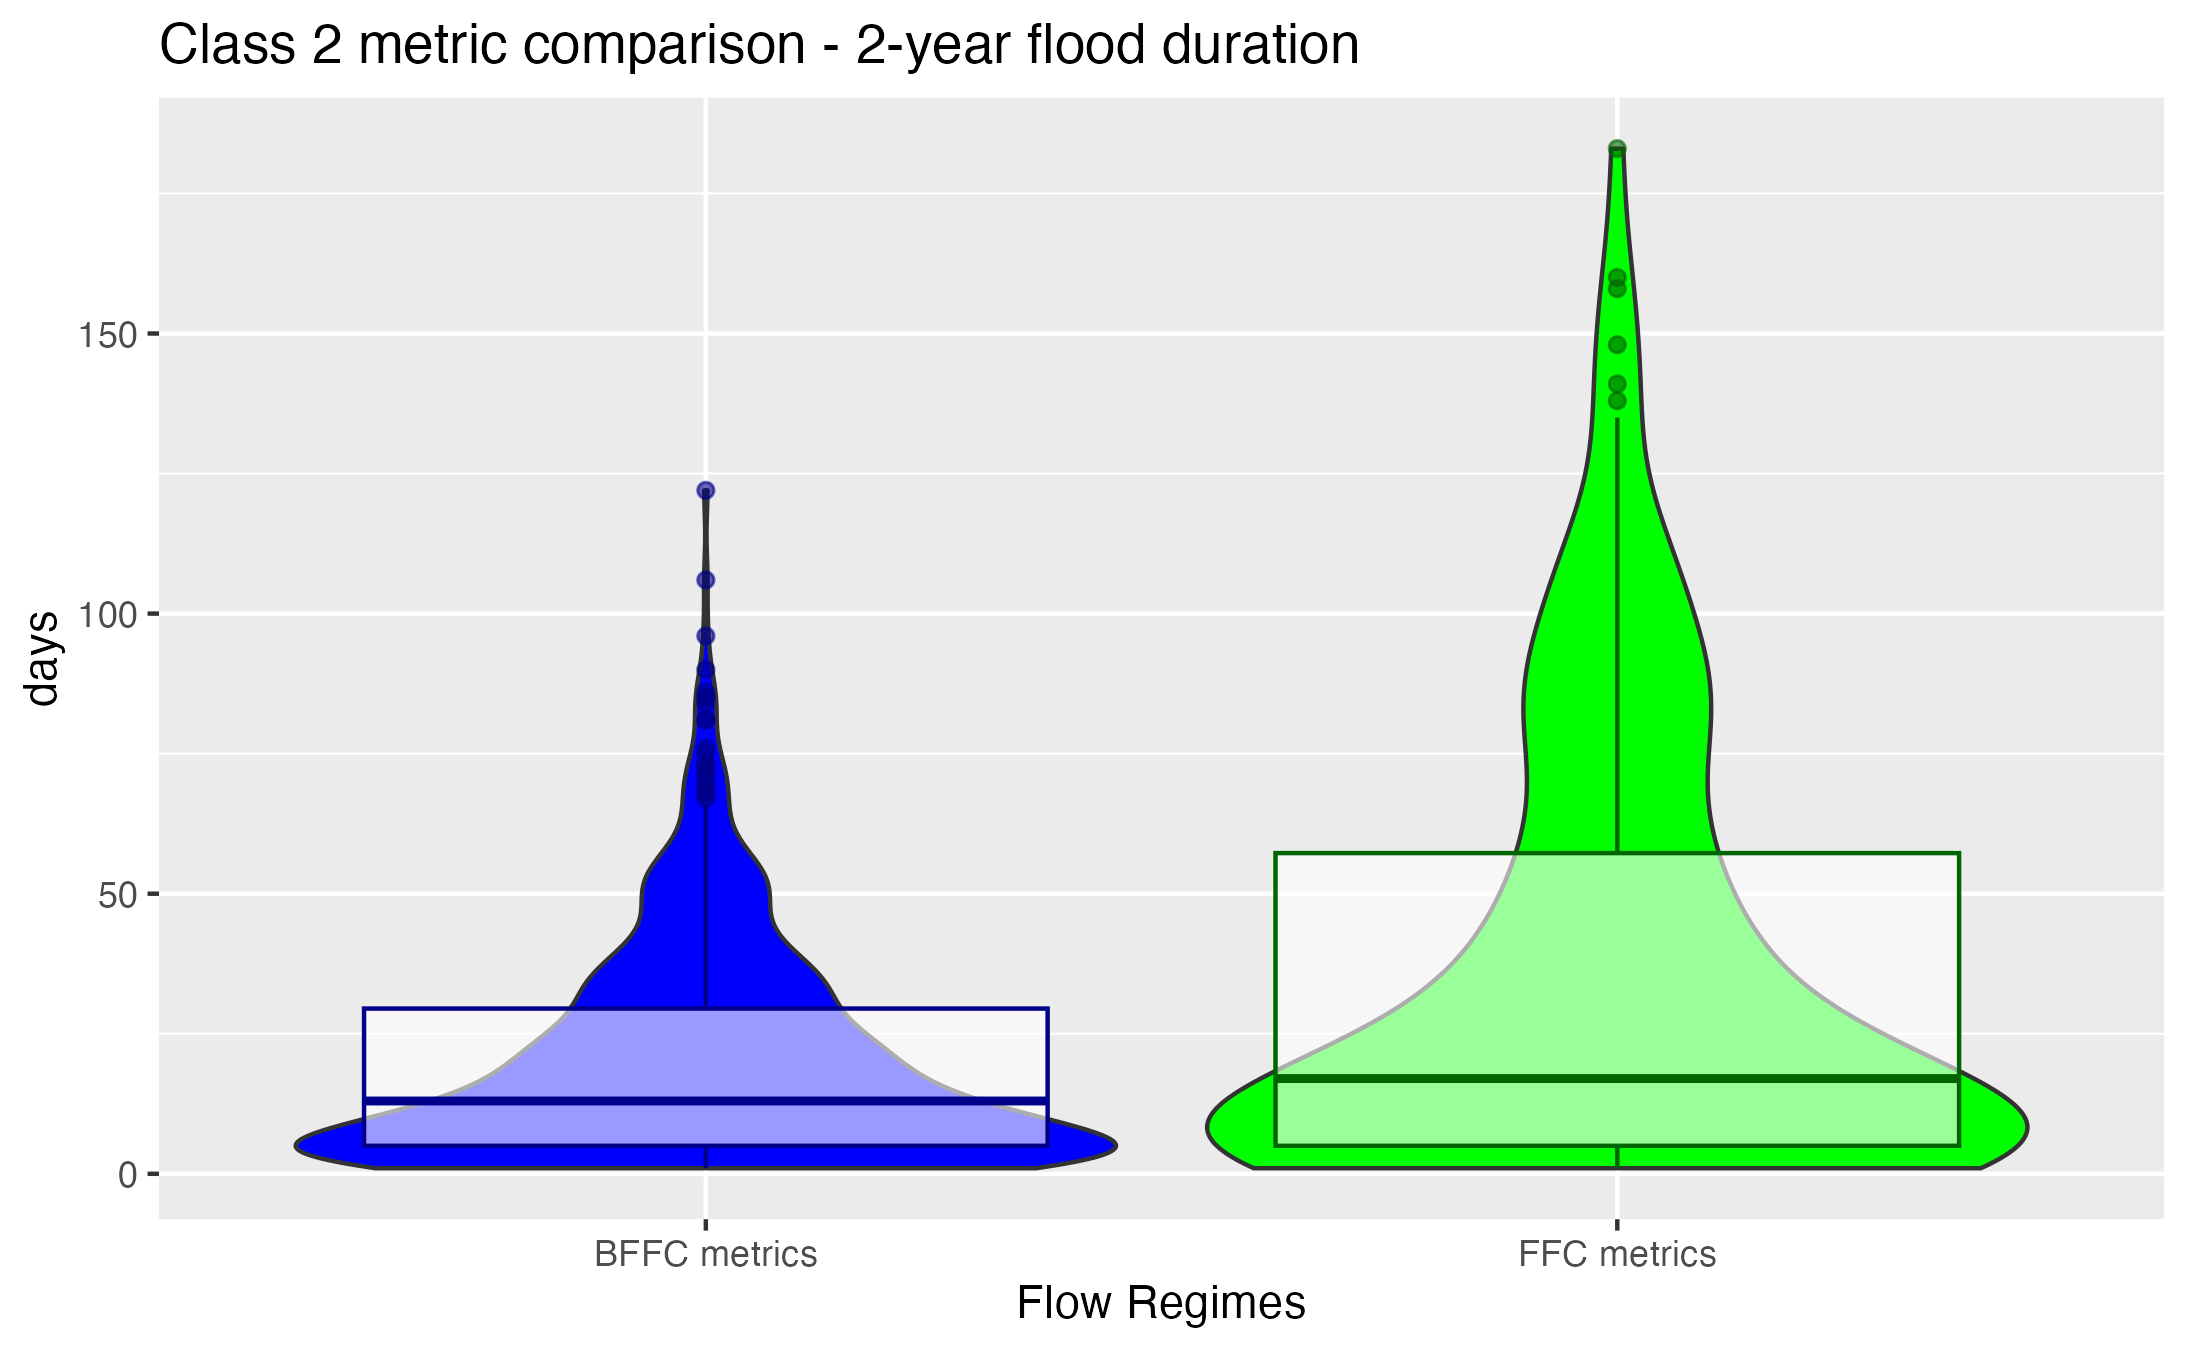 Class 2 metric comparison - 2-year flood duration
days
150
100
50
0
BFFC metrics
FFC metrics
Flow Regimes